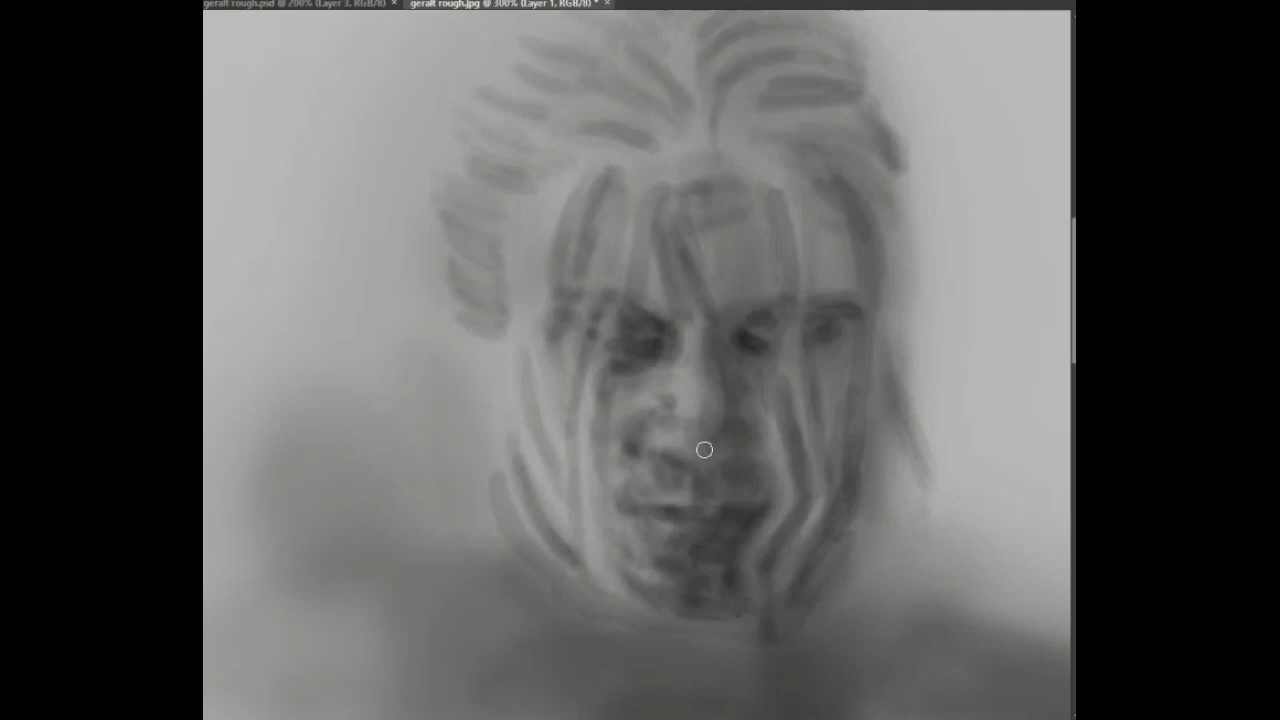 geralt rough.psd @ 200% (Layer 3, RGB/8) × geralt rough.jpg @ 300% (Layer 1, RGB/8) * ×